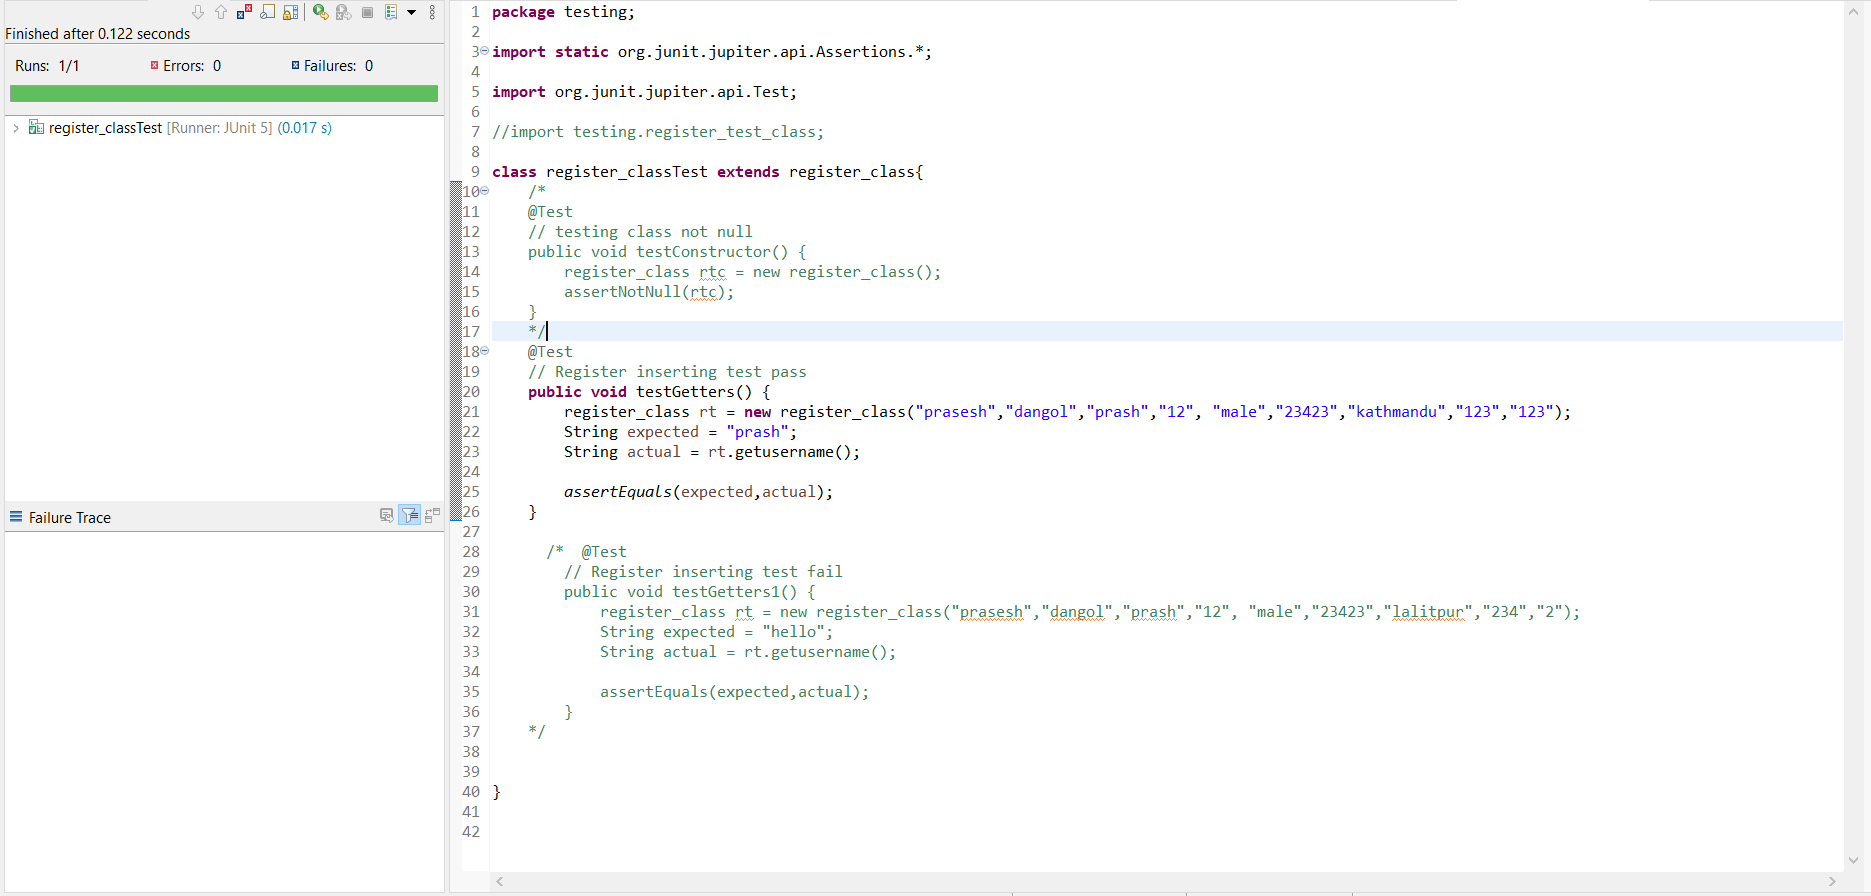 Finished after 0.122 seconds
Runs: 1/1 Errors: 0 Failures: 0
register_classTest [Runner: JUnit 5] (0.017 s)
Failure Trace
1 package testing;
2
3 import static org.junit.jupiter.api.Assertions.*;
4
5 import org.junit.jupiter.api.Test;
6
7 //import testing.register_test_class;
8
9 class register_classTest extends register_class{
10 /*
11 @Test
12 // testing class not null
13 public void testConstructor() {
14 register_class rtc = new register_class();
15 assertNotNull(rtc);
16 }
17 */
18 @Test
19 // Register inserting test pass
20 public void testGetters() {
21 register_class rt = new register_class("prasesh","dangol","prash","12", "male","23423","kathmandu","123","123");
22 String expected = "prash";
23 String actual = rt.getusername();
24
25 assertEquals(expected,actual);
26 }
27
28 /* @Test
29 // Register inserting test fail
30 public void testGetters1() {
31 register_class rt = new register_class("prasesh","dangol","prash","12", "male","23423","lalitpur","234","2");
32 String expected = "hello";
33 String actual = rt.getusername();
34
35 assertEquals(expected,actual);
36 }
37 */
38
39
40 }
41
42